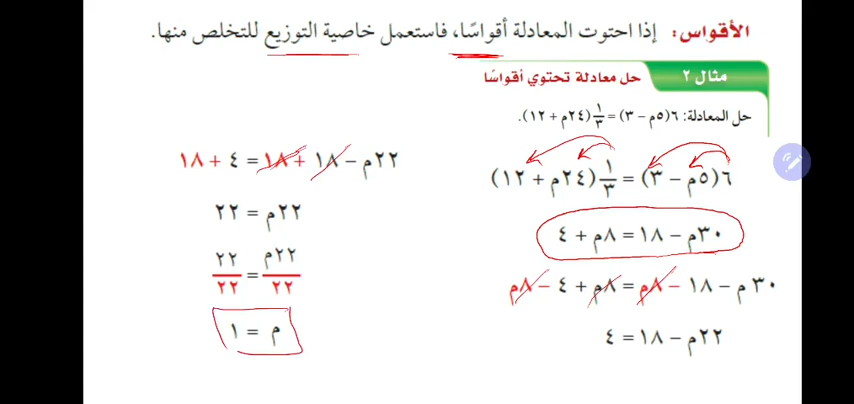 الأقواس: إذا احتوت المعادلة أقواسًا، فاستعمل خاصية التوزيع للتخلص منها.
مثال ٢ حل معادلة تحتوي أقواسًا
حل المعادلة: ٦(٥م − ٣) = ١/٣ (٢٤م + ١٢).
٦(٥م − ٣) = ١/٣ (٢٤م + ١٢)
٣٠م − ١٨ = ٨م + ٤
٣٠م − ١٨ − ٨م = ٨م + ٤ − ٨م
٢٢م − ١٨ = ٤
٢٢م − ١٨ + ١٨ = ٤ + ١٨
٢٢م = ٢٢
٢٢م/٢٢ = ٢٢/٢٢
م = ١